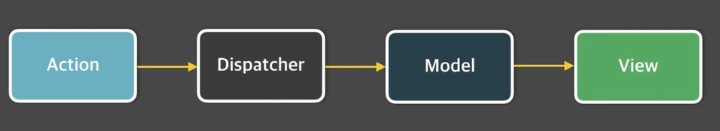 Action
Dispatcher
Model
View